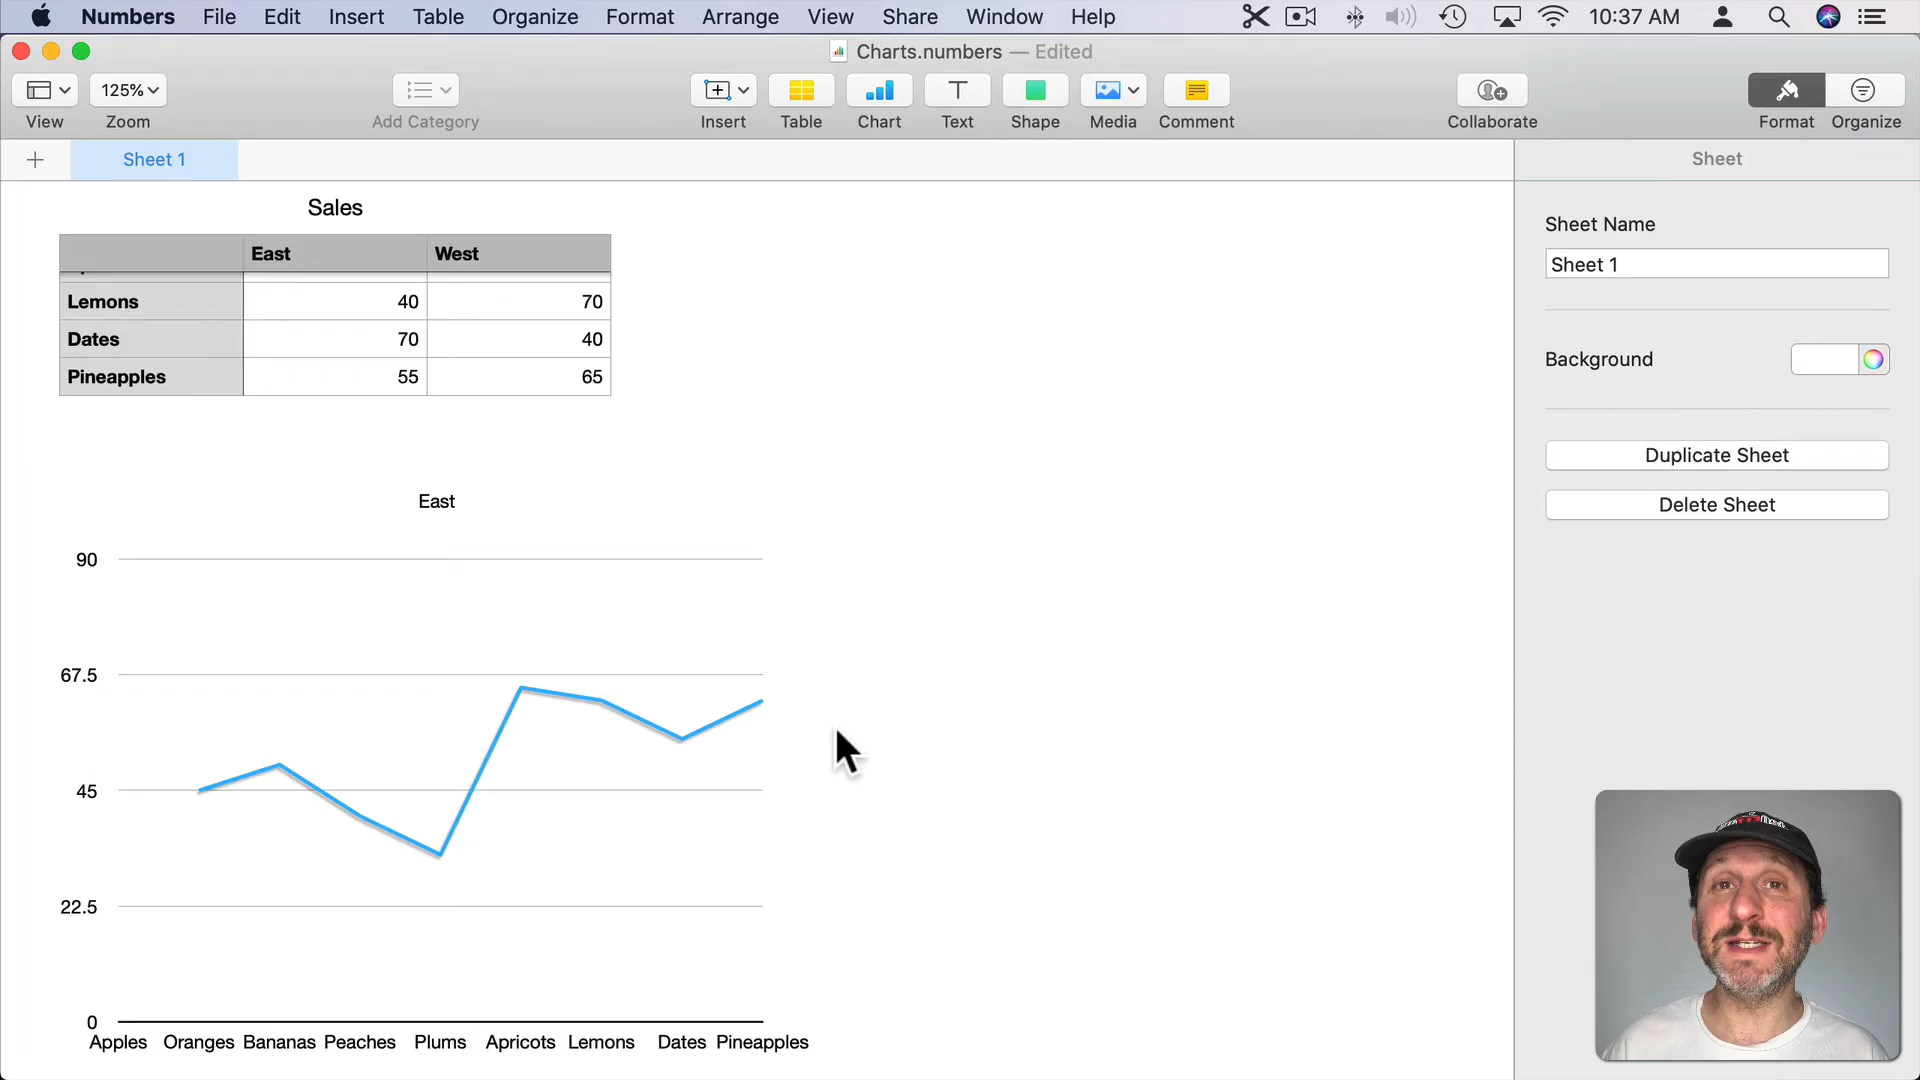 Numbers File Edit Insert Table Organize Format Arrange View Share Window Help 10:37 AM
Charts.numbers — Edited
125%
View Zoom Add Category Insert Table Chart Text Shape Media Comment Collaborate Format Organize
Sheet 1
Sheet
Sales
East West
Lemons 40 70
Dates 70 40
Pineapples 55 65
Sheet Name
Sheet 1
Background
Duplicate Sheet
Delete Sheet
East
90
67.5
45
22.5
0
Apples Oranges Bananas Peaches Plums Apricots Lemons Dates Pineapples